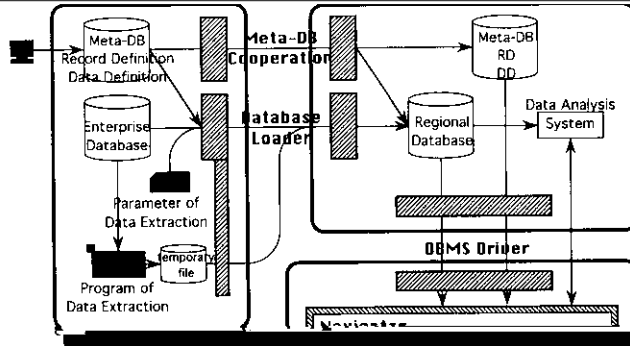 Meta-DB
Record Definition
Data Definition
Meta-DB
Cooperation
Meta-DB
RD
DD
Enterprise
Database
Database
Loader
Regional
Database
Data Analysis
System
Parameter of
Data Extraction
temporary
file
Program of
Data Extraction
DBMS Driver